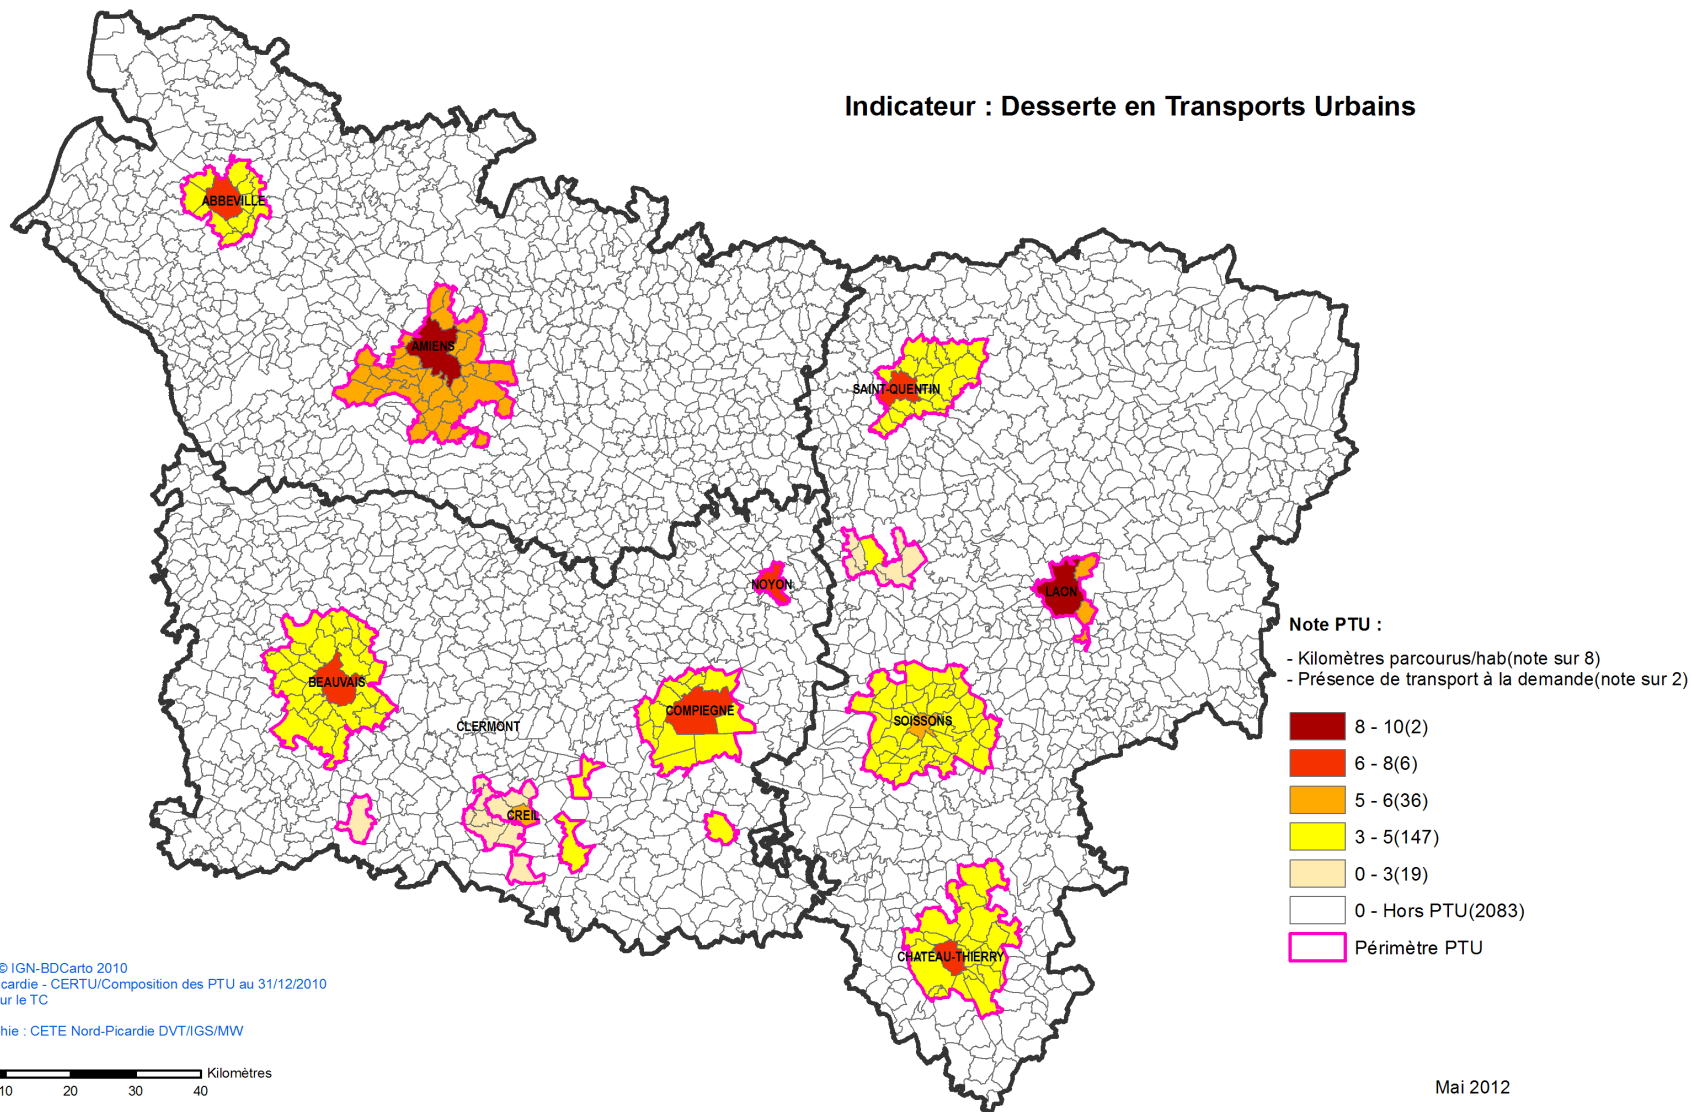 Indicateur : Desserte en Transports Urbains
ABBEVILLE
AMIENS
SAINT-QUENTIN
NOYON
LAON
BEAUVAIS
COMPIEGNE
CLERMONT
SOISSONS
CREIL
CHATEAU-THIERRY
Note PTU :
- Kilomètres parcourus/hab(note sur 8)
- Présence de transport à la demande(note sur 2)
8 - 10(2)
6 - 8(6)
5 - 6(36)
3 - 5(147)
0 - 3(19)
0 - Hors PTU(2083)
Périmètre PTU
© IGN-BDCarto 2010
cardie - CERTU/Composition des PTU au 31/12/2010
ur le TC
hie : CETE Nord-Picardie DVT/IGS/MW
Kilomètres
10 20 30 40
Mai 2012